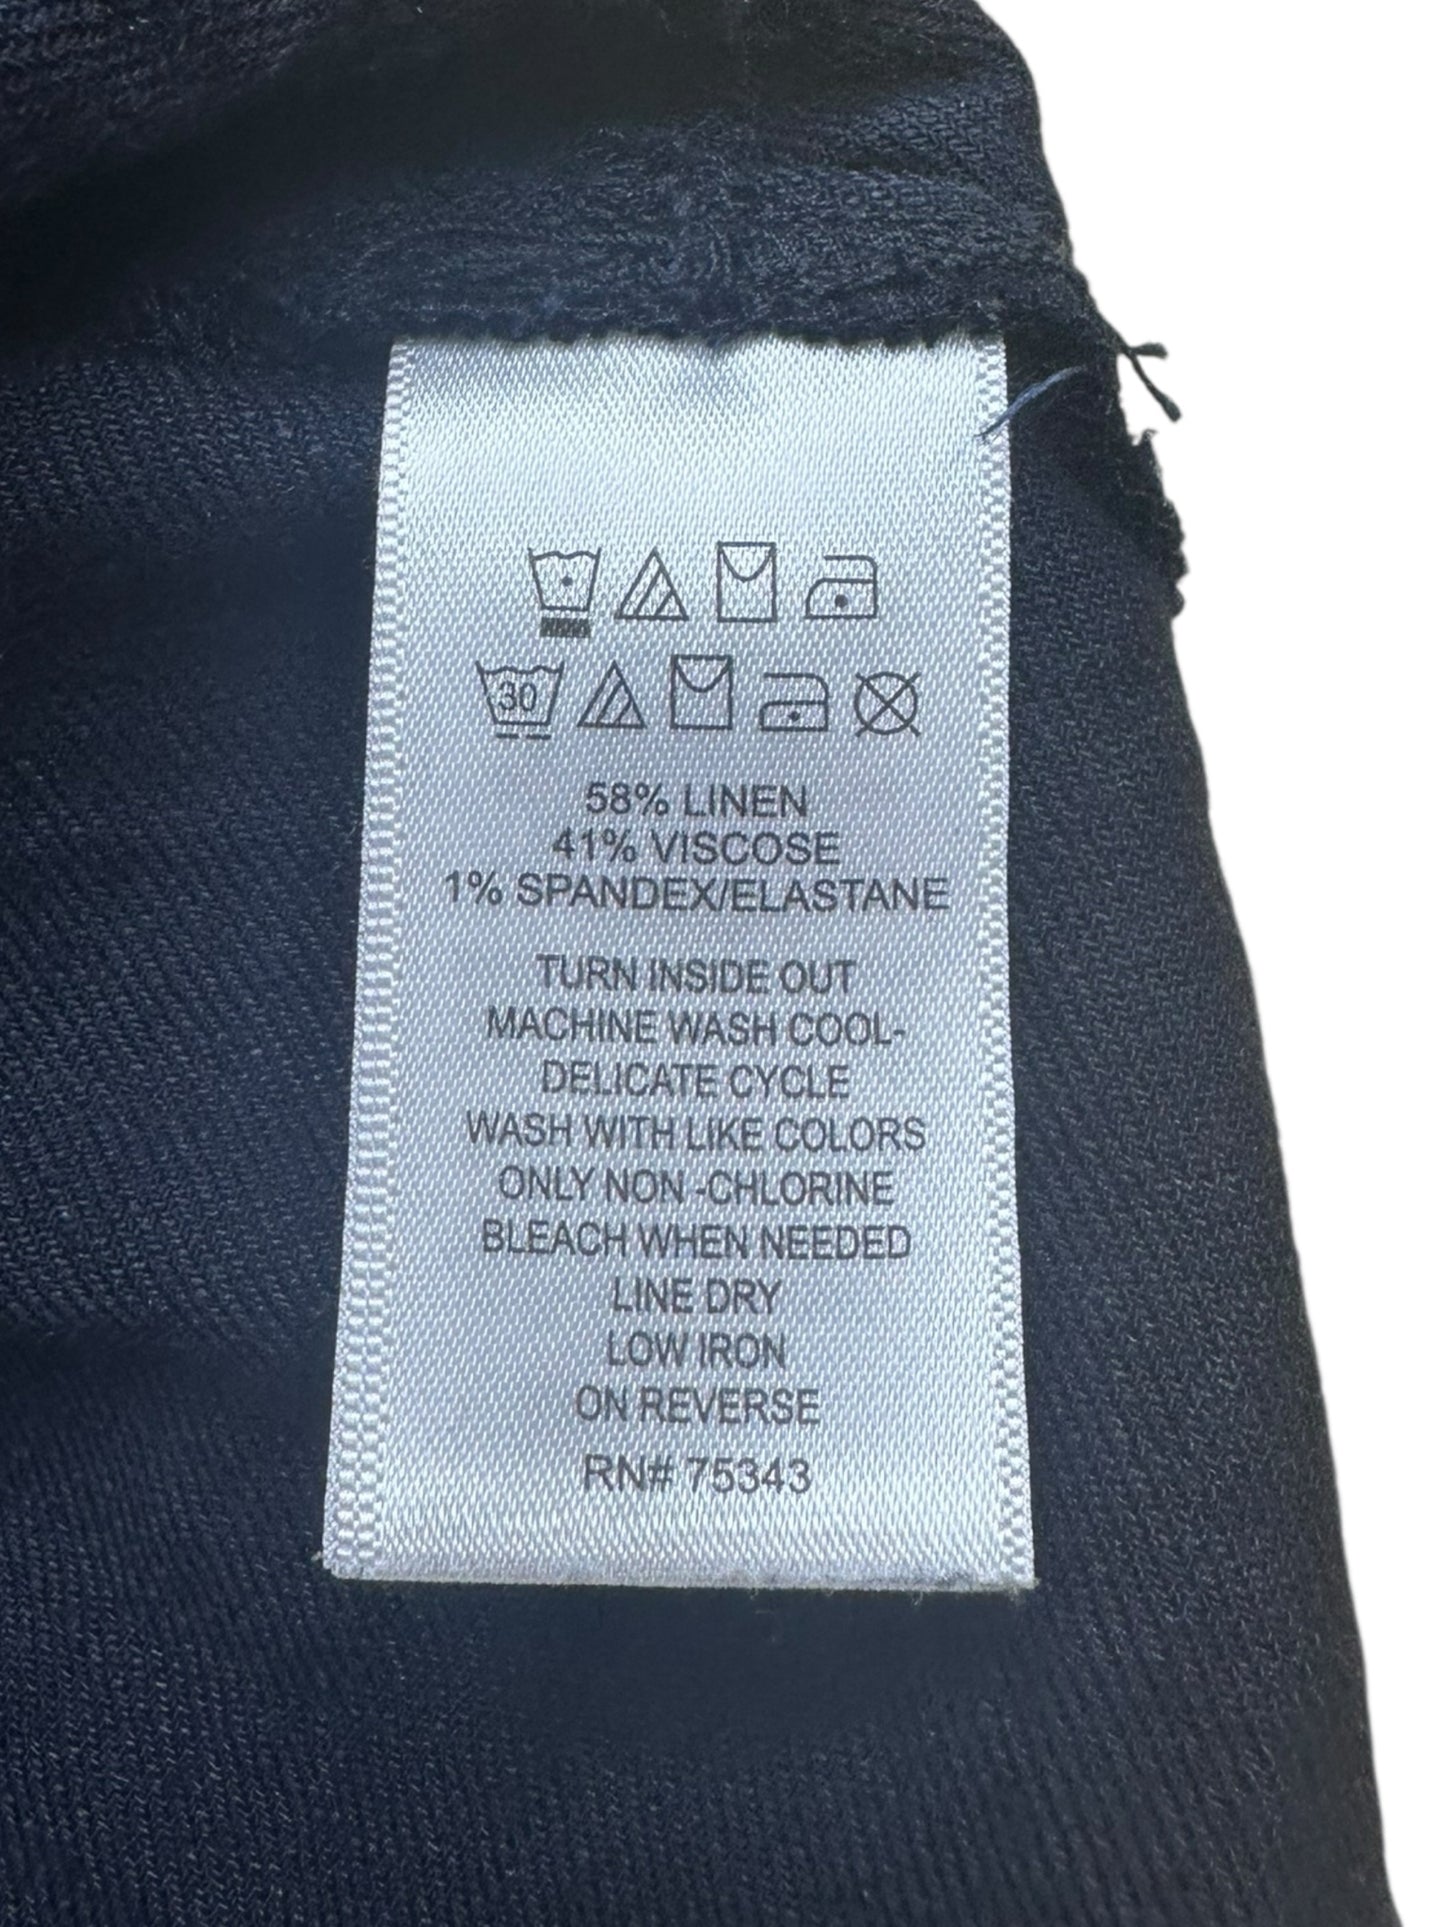 30
58% LINEN
41% VISCOSE
1% SPANDEX/ELASTANE
TURN INSIDE OUT
MACHINE WASH COOL-
DELICATE CYCLE
WASH WITH LIKE COLORS
ONLY NON -CHLORINE
BLEACH WHEN NEEDED
LINE DRY
LOW IRON
ON REVERSE
RN# 75343